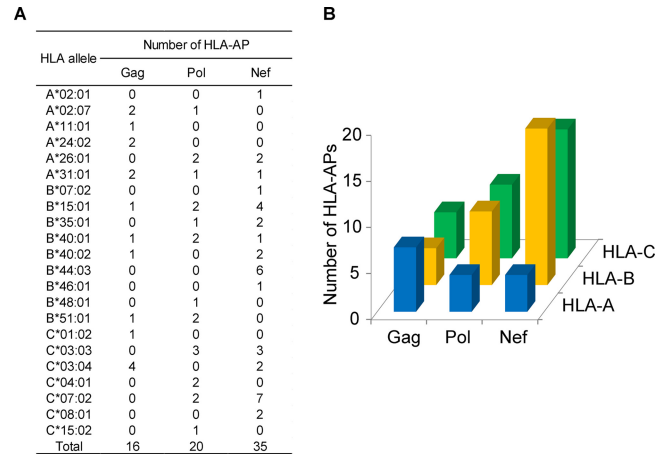 A
Number of HLA-AP
HLA allele
Gag Pol Nef
A*02:01 0 0 1
A*02:07 2 1 0
A*11:01 1 0 0
A*24:02 2 0 0
A*26:01 0 2 2
A*31:01 2 1 1
B*07:02 0 0 1
B*15:01 1 2 4
B*35:01 0 1 2
B*40:01 1 2 1
B*40:02 1 0 2
B*44:03 0 0 6
B*46:01 0 0 1
B*48:01 0 1 0
B*51:01 1 2 0
C*01:02 1 0 0
C*03:03 0 3 3
C*03:04 4 0 2
C*04:01 0 2 0
C*07:02 0 2 7
C*08:01 0 0 2
C*15:02 0 1 0
Total 16 20 35
B
Number of HLA-APs
20
15
10
5
0
Gag Pol Nef
HLA-A
HLA-B
HLA-C